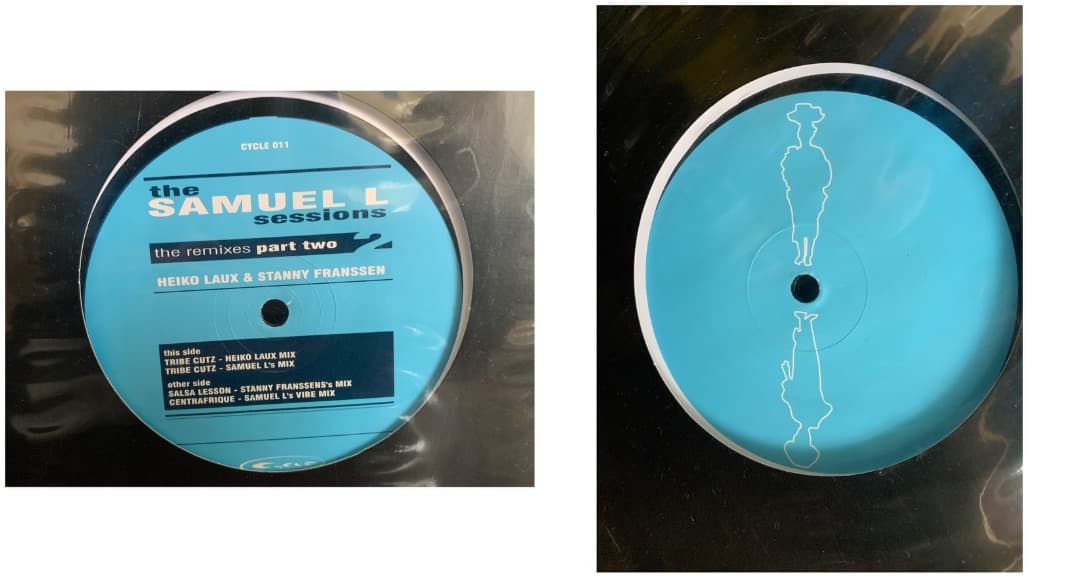 CYCLE 011
the
SAMUEL L
sessions
the remixes part two 2
HEIKO LAUX & STANNY FRANSSEN
this side
TRIBE CUTZ - HEIKO LAUX MIX
TRIBE CUTZ - SAMUEL L's MIX
other side
SALSA LESSON - STANNY FRANSSENS's MIX
CENTRAFRIQUE - SAMUEL L's VIBE MIX